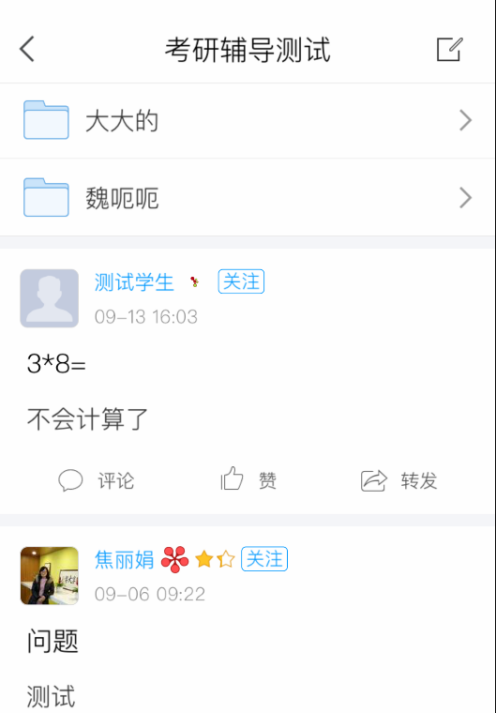 考研辅导测试
大大的
魏呃呃
测试学生 关注
09-13 16:03
3*8=
不会计算了
评论 赞 转发
焦丽娟 关注
09-06 09:22
问题
测试